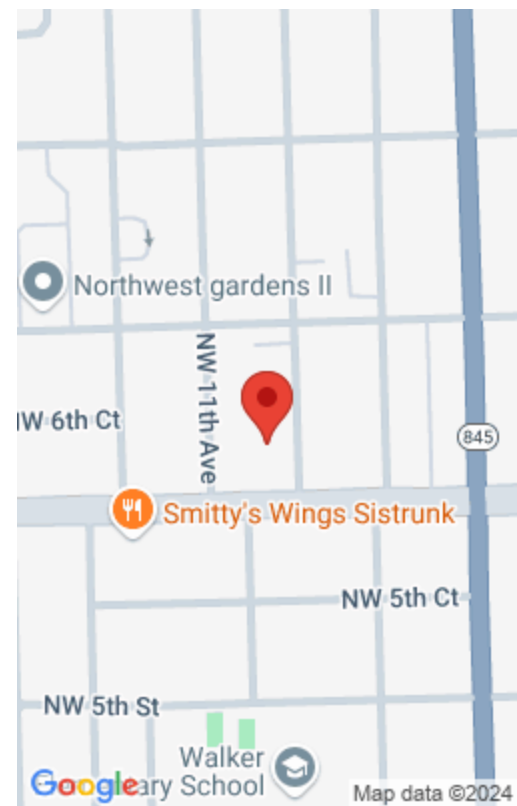 Northwest gardens II
NW 11th Ave
NW 6th Ct
845
Smitty's Wings Sistrunk
NW 5th Ct
NW 5th St
Walker
ary School
Google
Map data ©2024